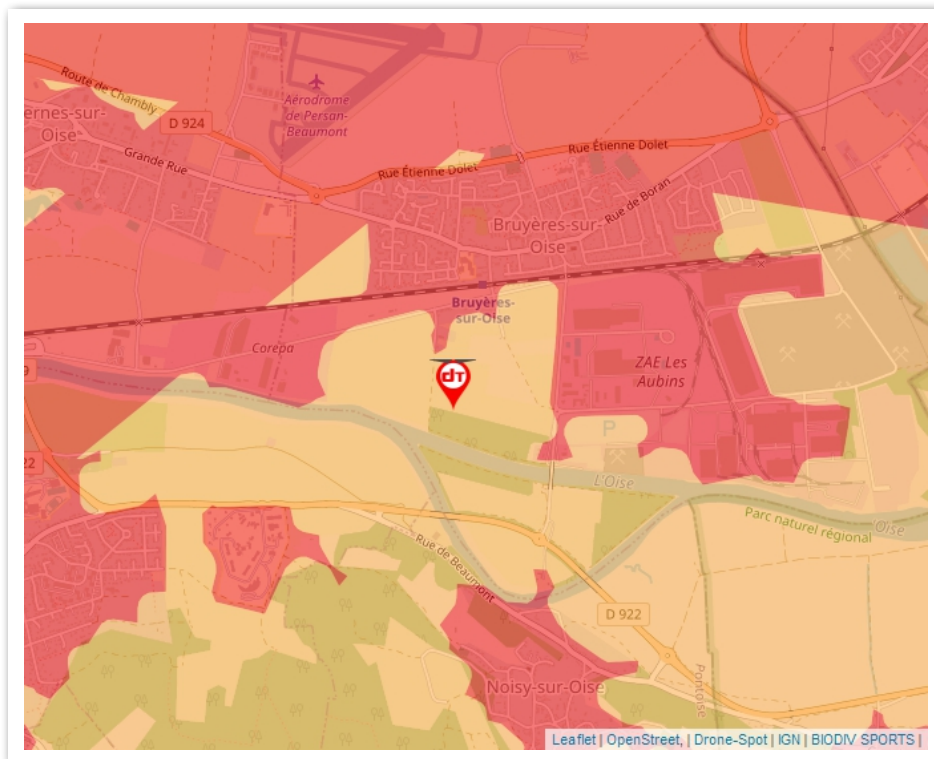 Route de Chambly
Aérodrome
de Persan-
Beaumont
ernes-sur-
Oise
D 924
Grande Rue
Rue Étienne Dolet
Rue Étienne Dolet
Rue de Boran
Bruyères-sur-
Oise
Bruyères-
sur-Oise
Corepa
ZAE Les
Aubins
9
dT
P
22
L'Oise
Parc naturel régional
Oise
Rue de Beaumont
D 922
Pontoise
Noisy-sur-Oise
Leaflet | OpenStreet, | Drone-Spot | IGN | BIODIV SPORTS |